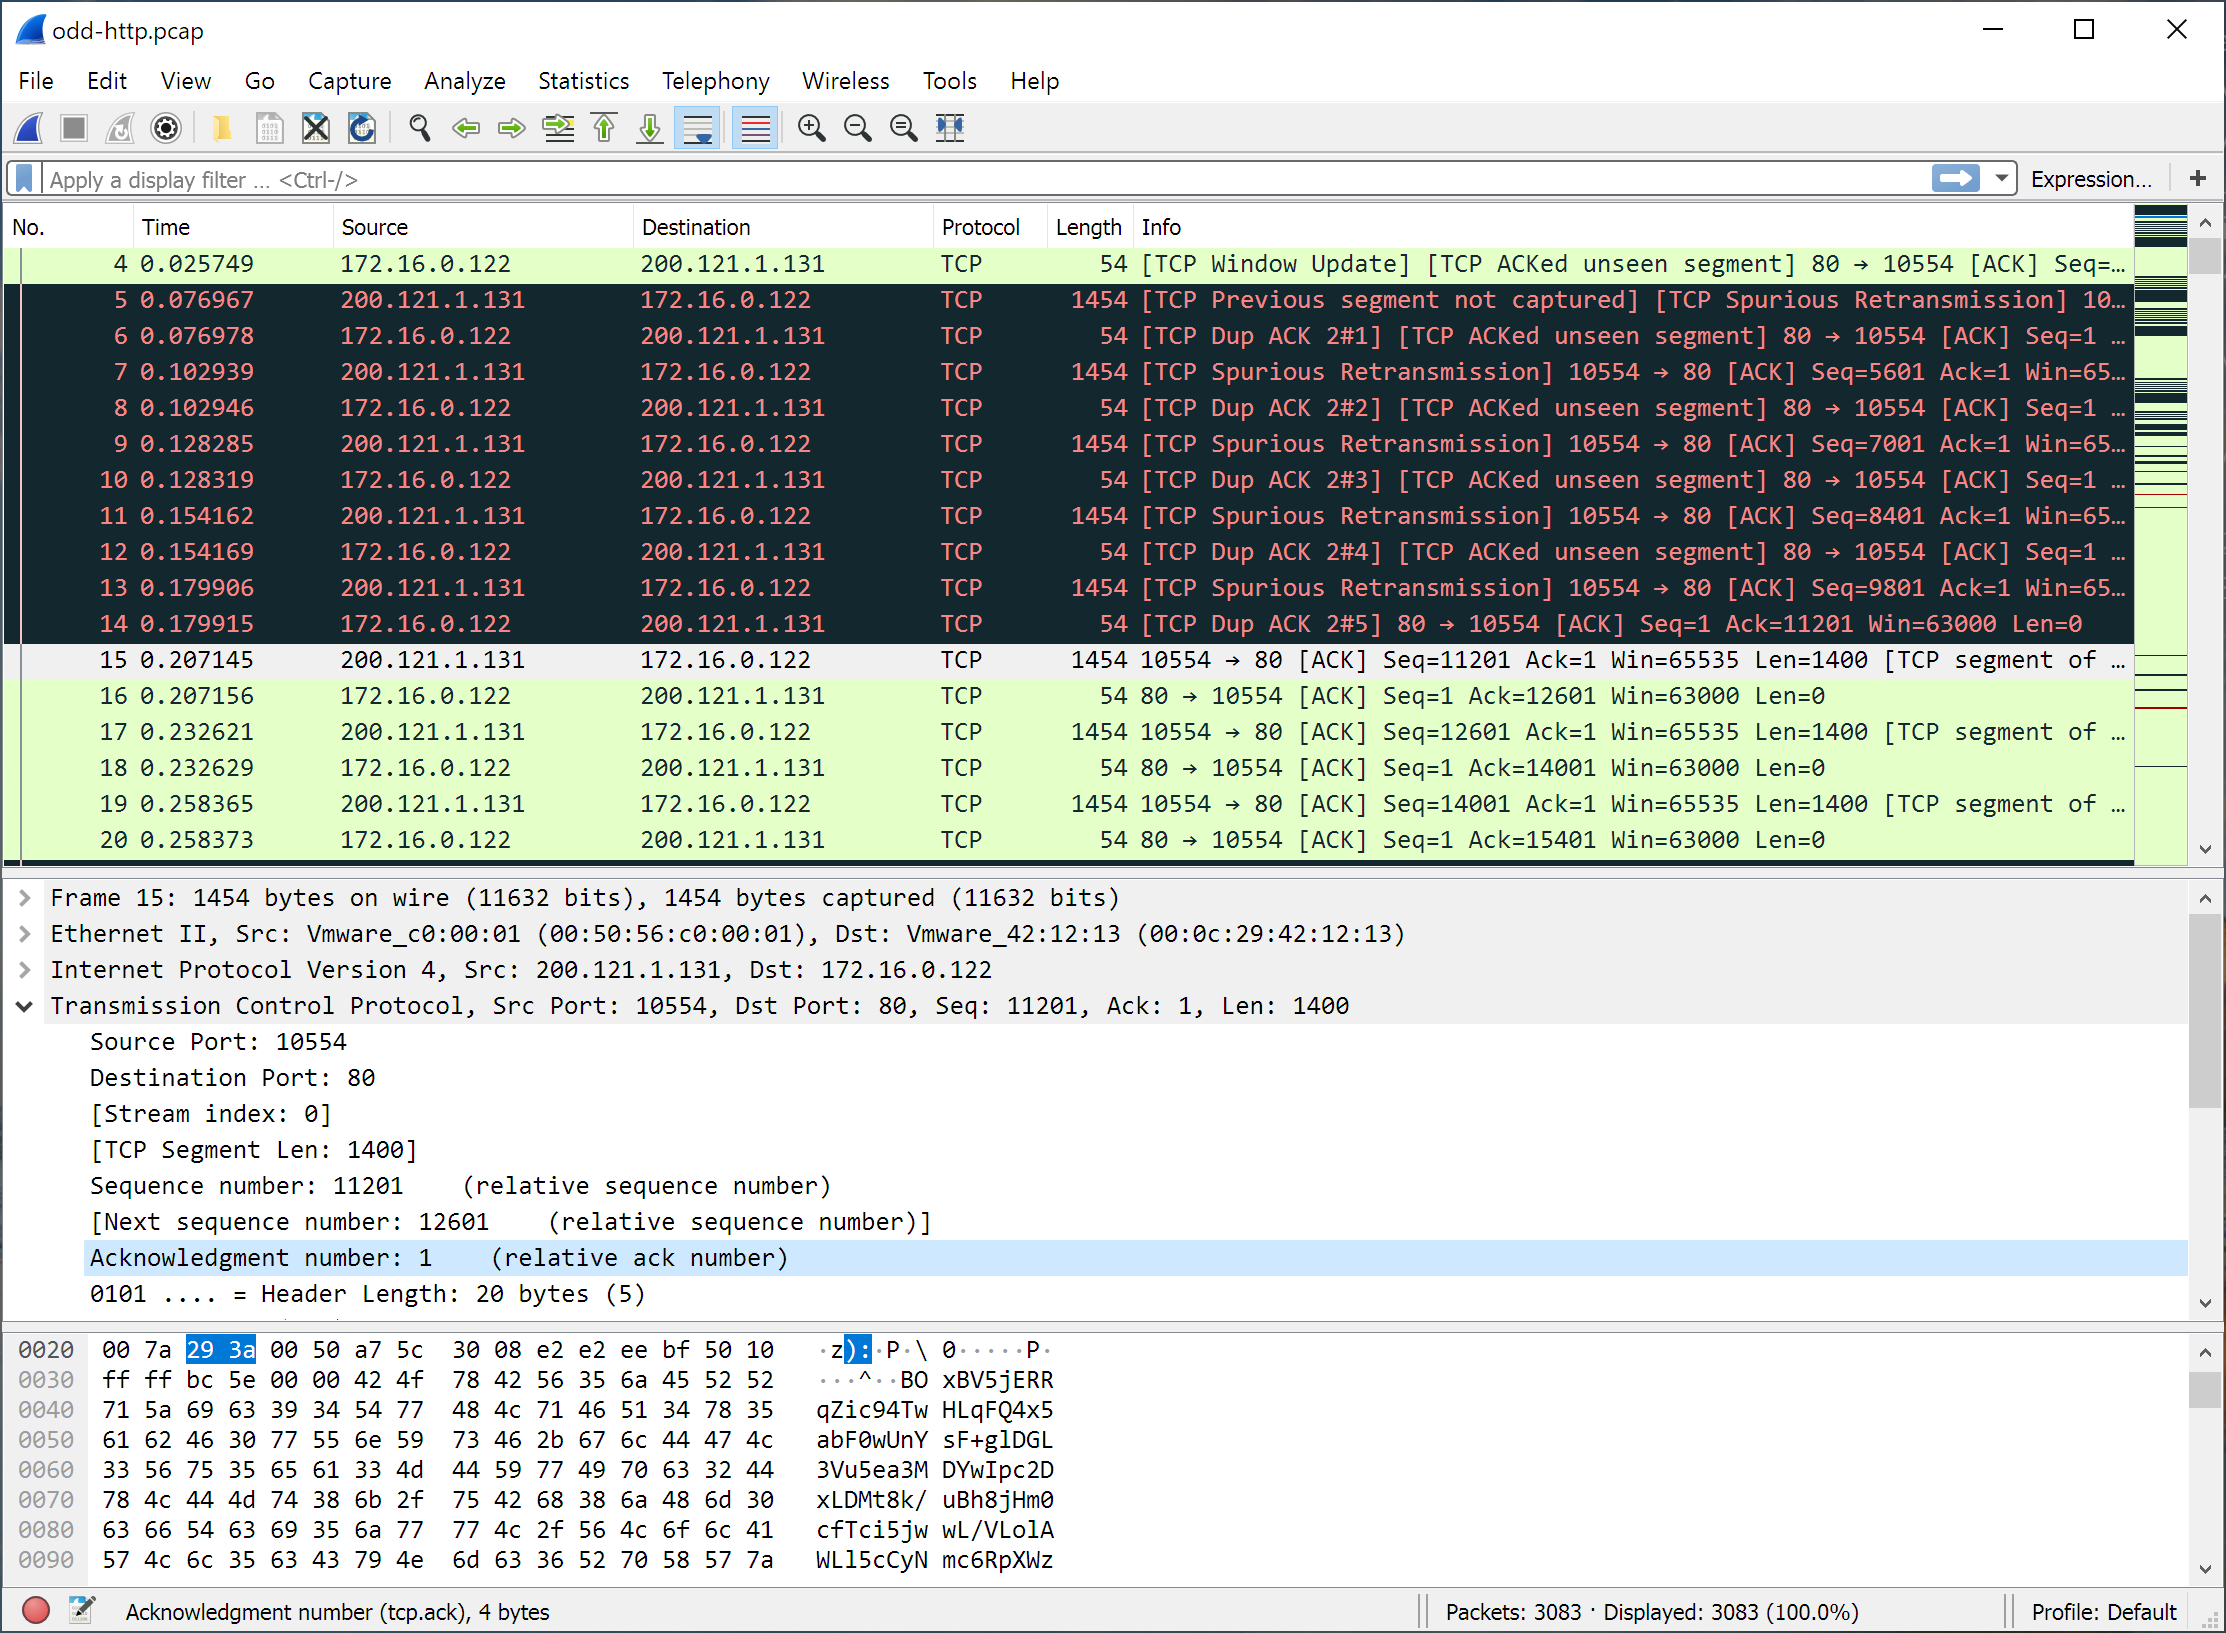 odd-http.pcap
File Edit View Go Capture Analyze Statistics Telephony Wireless Tools Help
Apply a display filter ... <Ctrl-/> Expression... +
No. Time Source Destination Protocol Length Info
4 0.025749 172.16.0.122 200.121.1.131 TCP 54 [TCP Window Update] [TCP ACKed unseen segment] 80 → 10554 [ACK] Seq=…
5 0.076967 200.121.1.131 172.16.0.122 TCP 1454 [TCP Previous segment not captured] [TCP Spurious Retransmission] 10…
6 0.076978 172.16.0.122 200.121.1.131 TCP 54 [TCP Dup ACK 2#1] [TCP ACKed unseen segment] 80 → 10554 [ACK] Seq=1 …
7 0.102939 200.121.1.131 172.16.0.122 TCP 1454 [TCP Spurious Retransmission] 10554 → 80 [ACK] Seq=5601 Ack=1 Win=65…
8 0.102946 172.16.0.122 200.121.1.131 TCP 54 [TCP Dup ACK 2#2] [TCP ACKed unseen segment] 80 → 10554 [ACK] Seq=1 …
9 0.128285 200.121.1.131 172.16.0.122 TCP 1454 [TCP Spurious Retransmission] 10554 → 80 [ACK] Seq=7001 Ack=1 Win=65…
10 0.128319 172.16.0.122 200.121.1.131 TCP 54 [TCP Dup ACK 2#3] [TCP ACKed unseen segment] 80 → 10554 [ACK] Seq=1 …
11 0.154162 200.121.1.131 172.16.0.122 TCP 1454 [TCP Spurious Retransmission] 10554 → 80 [ACK] Seq=8401 Ack=1 Win=65…
12 0.154169 172.16.0.122 200.121.1.131 TCP 54 [TCP Dup ACK 2#4] [TCP ACKed unseen segment] 80 → 10554 [ACK] Seq=1 …
13 0.179906 200.121.1.131 172.16.0.122 TCP 1454 [TCP Spurious Retransmission] 10554 → 80 [ACK] Seq=9801 Ack=1 Win=65…
14 0.179915 172.16.0.122 200.121.1.131 TCP 54 [TCP Dup ACK 2#5] 80 → 10554 [ACK] Seq=1 Ack=11201 Win=63000 Len=0
15 0.207145 200.121.1.131 172.16.0.122 TCP 1454 10554 → 80 [ACK] Seq=11201 Ack=1 Win=65535 Len=1400 [TCP segment of …
16 0.207156 172.16.0.122 200.121.1.131 TCP 54 80 → 10554 [ACK] Seq=1 Ack=12601 Win=63000 Len=0
17 0.232621 200.121.1.131 172.16.0.122 TCP 1454 10554 → 80 [ACK] Seq=12601 Ack=1 Win=65535 Len=1400 [TCP segment of …
18 0.232629 172.16.0.122 200.121.1.131 TCP 54 80 → 10554 [ACK] Seq=1 Ack=14001 Win=63000 Len=0
19 0.258365 200.121.1.131 172.16.0.122 TCP 1454 10554 → 80 [ACK] Seq=14001 Ack=1 Win=65535 Len=1400 [TCP segment of …
20 0.258373 172.16.0.122 200.121.1.131 TCP 54 80 → 10554 [ACK] Seq=1 Ack=15401 Win=63000 Len=0
Frame 15: 1454 bytes on wire (11632 bits), 1454 bytes captured (11632 bits)
Ethernet II, Src: Vmware_c0:00:01 (00:50:56:c0:00:01), Dst: Vmware_42:12:13 (00:0c:29:42:12:13)
Internet Protocol Version 4, Src: 200.121.1.131, Dst: 172.16.0.122
Transmission Control Protocol, Src Port: 10554, Dst Port: 80, Seq: 11201, Ack: 1, Len: 1400
Source Port: 10554
Destination Port: 80
[Stream index: 0]
[TCP Segment Len: 1400]
Sequence number: 11201    (relative sequence number)
[Next sequence number: 12601    (relative sequence number)]
Acknowledgment number: 1    (relative ack number)
0101 .... = Header Length: 20 bytes (5)
0020 00 7a 29 3a 00 50 a7 5c 30 08 e2 e2 ee bf 50 10 ·z):·P·\ 0·····P·
0030 ff ff bc 5e 00 00 42 4f 78 42 56 35 6a 45 52 52 ···^··BO xBV5jERR
0040 71 5a 69 63 39 34 54 77 48 4c 71 46 51 34 78 35 qZic94Tw HLqFQ4x5
0050 61 62 46 30 77 55 6e 59 73 46 2b 67 6c 44 47 4c abF0wUnY sF+glDGL
0060 33 56 75 35 65 61 33 4d 44 59 77 49 70 63 32 44 3Vu5ea3M DYwIpc2D
0070 78 4c 44 4d 74 38 6b 2f 75 42 68 38 6a 48 6d 30 xLDMt8k/ uBh8jHm0
0080 63 66 54 63 69 35 6a 77 77 4c 2f 56 4c 6f 6c 41 cfTci5jw wL/VLolA
0090 57 4c 6c 35 63 43 79 4e 6d 63 36 52 70 58 57 7a WLl5cCyN mc6RpXWz
Acknowledgment number (tcp.ack), 4 bytes Packets: 3083 · Displayed: 3083 (100.0%) Profile: Default